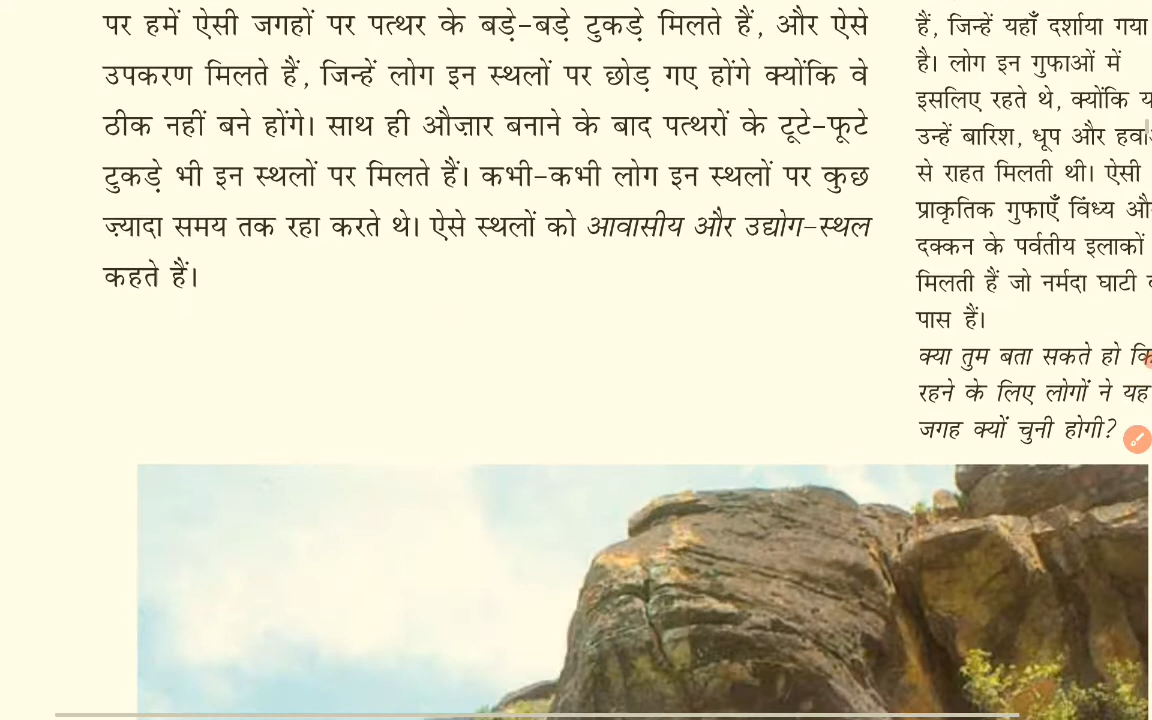 पर हमें ऐसी जगहों पर पत्थर के बड़े-बड़े टुकड़े मिलते हैं, और ऐसे
उपकरण मिलते हैं, जिन्हें लोग इन स्थलों पर छोड़ गए होंगे क्योंकि वे
ठीक नहीं बने होंगे। साथ ही औज़ार बनाने के बाद पत्थरों के टूटे-फूटे
टुकड़े भी इन स्थलों पर मिलते हैं। कभी-कभी लोग इन स्थलों पर कुछ
ज़्यादा समय तक रहा करते थे। ऐसे स्थलों को आवासीय और उद्योग-स्थल
कहते हैं।
हैं, जिन्हें यहाँ दर्शाया गया
है। लोग इन गुफाओं में
इसलिए रहते थे, क्योंकि
उन्हें बारिश, धूप और
से राहत मिलती थी। ऐसी
प्राकृतिक गुफाएँ विंध्य
दक्कन के पर्वतीय इलाकों
मिलती हैं जो नर्मदा घाटी
पास हैं।
क्या तुम बता सकते हो
रहने के लिए लोगों ने यह
जगह क्यों चुनी होगी?